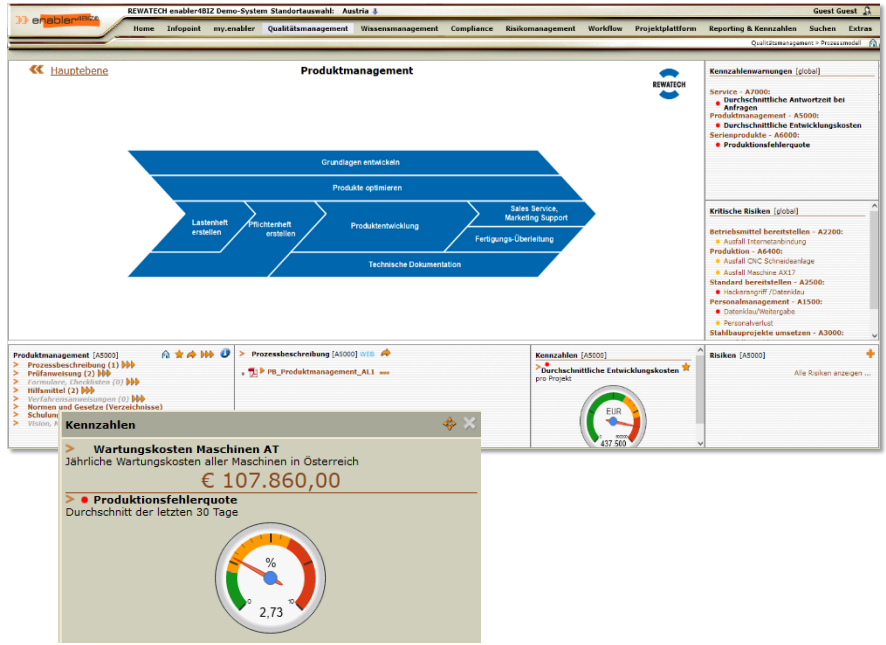 enabler4BIZ
REWATECH enabler4BIZ Demo-System Standortauswahl: Austria
Guest Guest
Home Infopoint my.enabler Qualitätsmanagement Wissensmanagement Compliance Risikomanagement Workflow Projektplattform Reporting & Kennzahlen Suchen Extras
Qualitätsmanagement > Prozessmodell
Hauptebene
Produktmanagement
REWATECH
Grundlagen entwickeln
Produkte optimieren
Lastenheft
erstellen
Pflichtenheft
erstellen
Produktentwicklung
Sales Service,
Marketing Support
Fertigungs-Überleitung
Technische Dokumentation
Kennzahlenwarnungen [global]
Service - A7000:
Durchschnittliche Antwortzeit bei
Anfragen
Produktmanagement - A5000:
Durchschnittliche Entwicklungskosten
Serienprodukte - A6000:
Produktionsfehlerquote
Kritische Risiken [global]
Betriebsmittel bereitstellen - A2200:
Ausfall Internetanbindung
Produktion - A6400:
Ausfall CNC Schneideanlage
Ausfall Maschine AX17
Standard bereitstellen - A2500:
Hackerangriff /Datenklau
Personalmanagement - A1500:
Datenklau/Weitergabe
Personalverlust
Stahlbauprojekte umsetzen - A3000:
Produktmanagement [A5000]
> Prozessbeschreibung (1)
> Prüfanweisung (2)
> Formulare, Checklisten (0)
> Hilfsmittel (2)
> Verfahrensanweisungen (0)
> Normen und Gesetze (Verzeichnisse)
> Schulun
> Vision,
> Prozessbeschreibung [A5000] WEB
PB_Produktmanagement_AL1
Kennzahlen [A5000]
Durchschnittliche Entwicklungskosten
pro Projekt
EUR
437.500
Risiken [A5000]
Alle Risiken anzeigen ...
Kennzahlen
> Wartungskosten Maschinen AT
Jährliche Wartungskosten aller Maschinen in Österreich
€ 107.860,00
> Produktionsfehlerquote
Durchschnitt der letzten 30 Tage
%
0
10
2,73